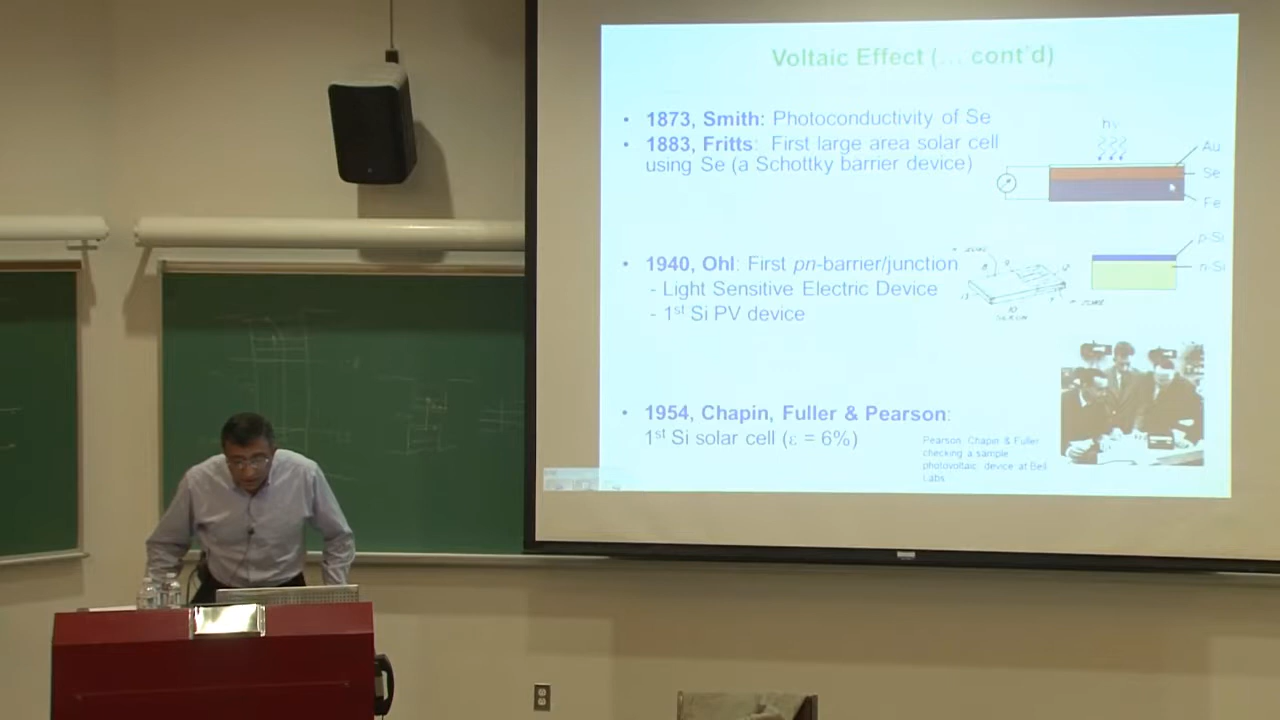 Voltaic Effect (… cont'd)
• 1873, Smith: Photoconductivity of Se
• 1883, Fritts: First large area solar cell
using Se (a Schottky barrier device)
hν
Au
Se
Fe
• 1940, Ohl: First pn-barrier/junction
- Light Sensitive Electric Device
- 1st Si PV device
p-Si
n-Si
• 1954, Chapin, Fuller & Pearson:
1st Si solar cell (ε = 6%)
Pearson, Chapin & Fuller
checking a sample
photovoltaic device at Bell
Labs.